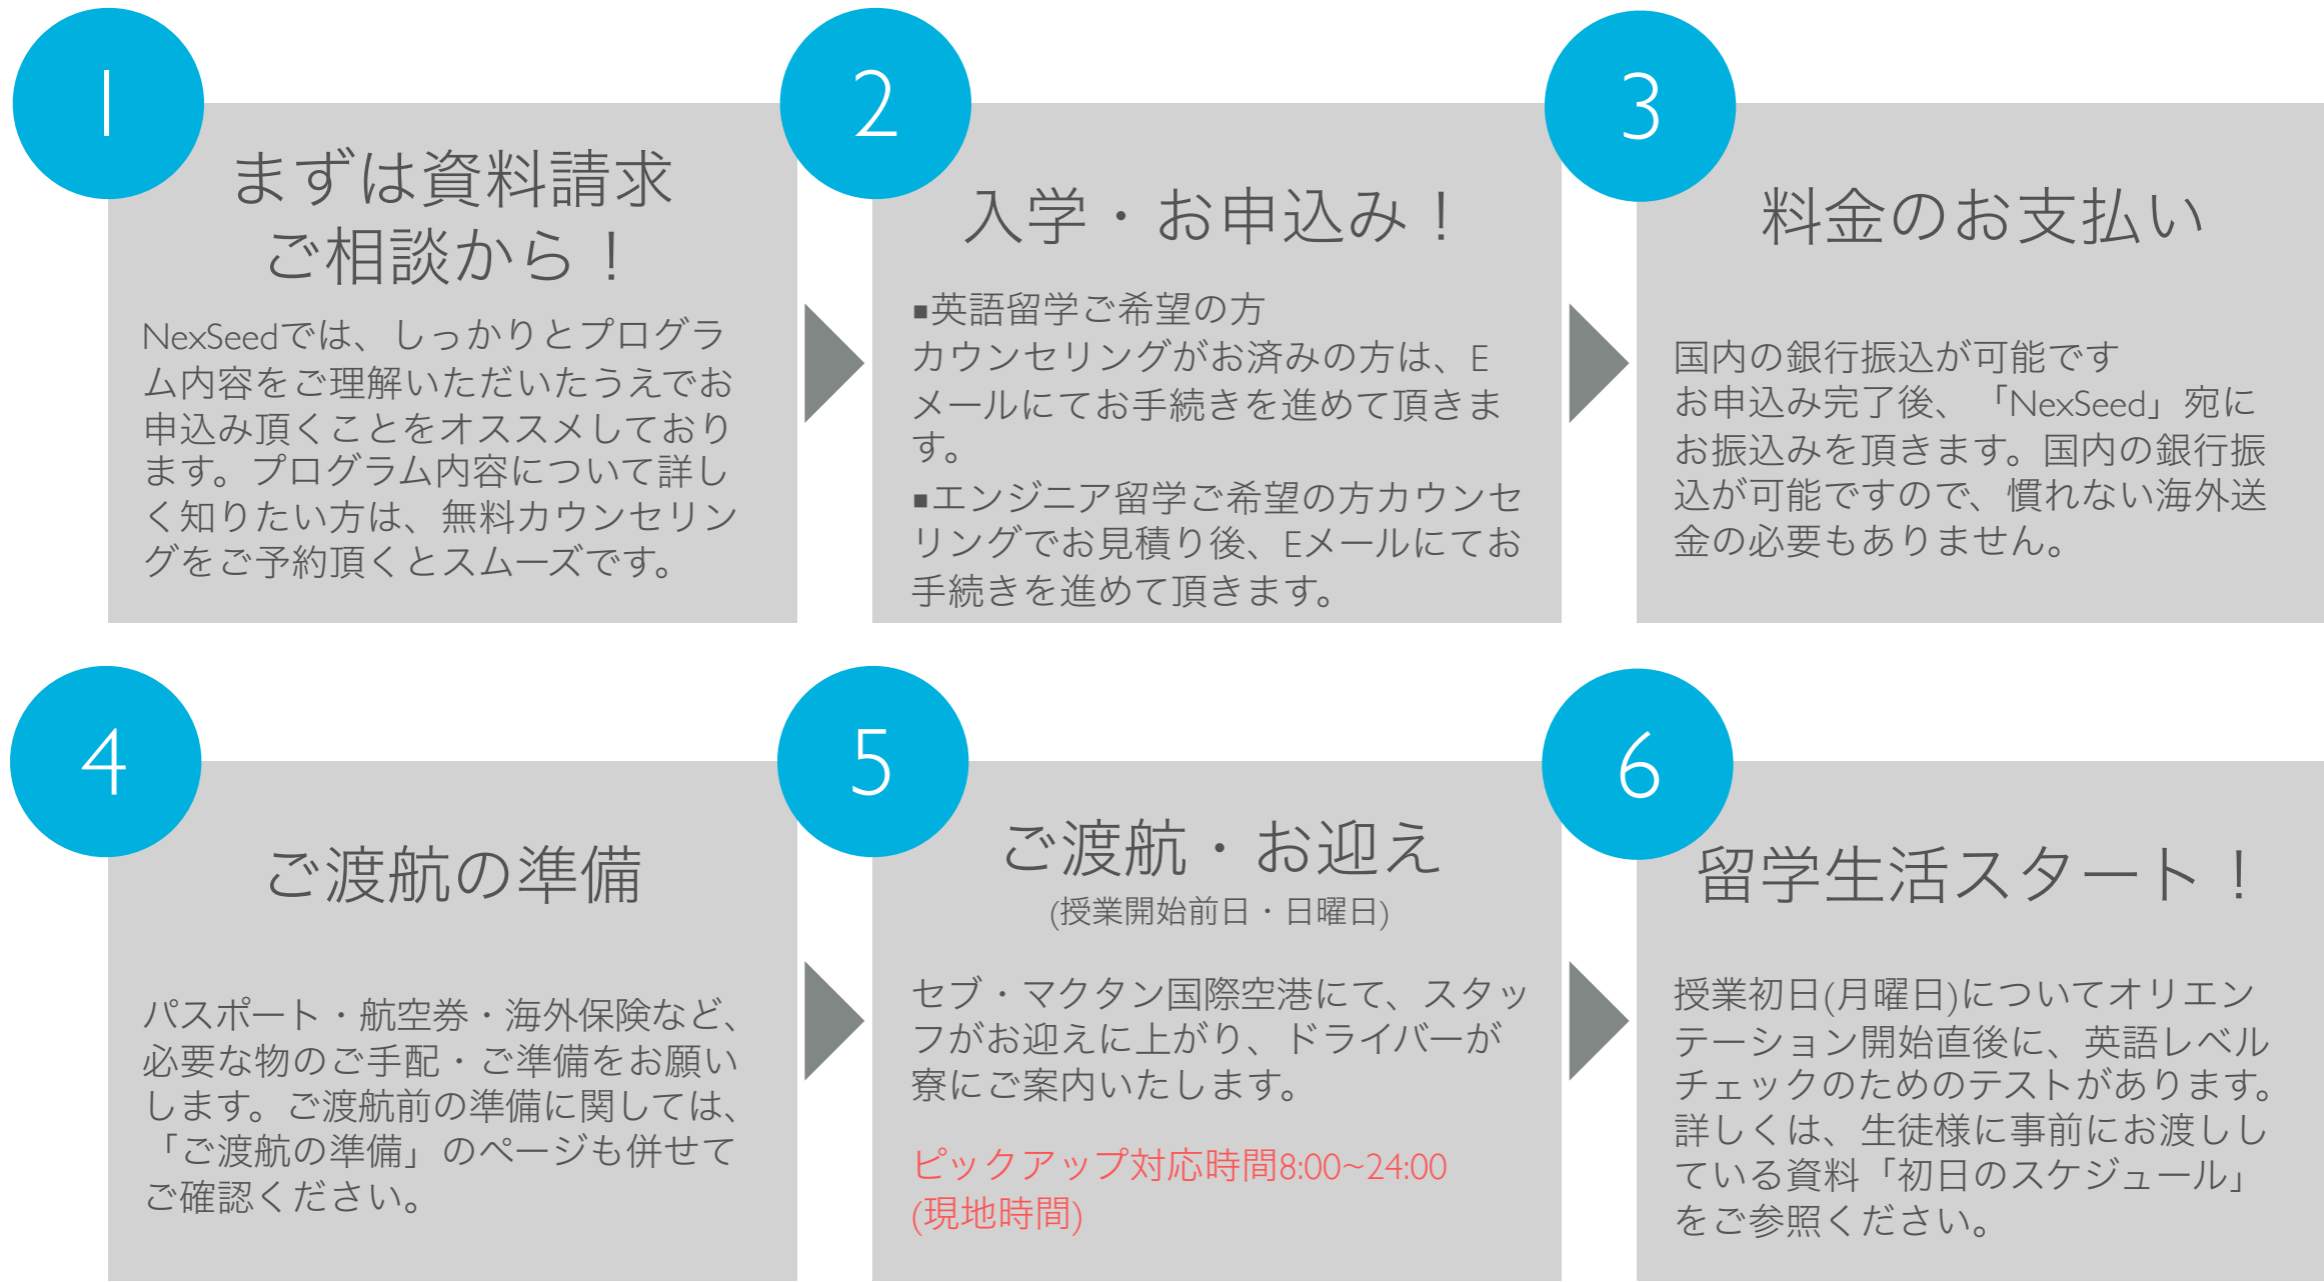 1
まずは資料請求
ご相談から！
NexSeedでは、しっかりとプログラ
ム内容をご理解いただいたうえでお
申込み頂くことをオススメしており
ます。プログラム内容について詳し
く知りたい方は、無料カウンセリン
グをご予約頂くとスムーズです。
2
入学・お申込み！
▪英語留学ご希望の方
カウンセリングがお済みの方は、E
メールにてお手続きを進めて頂きま
す。
▪エンジニア留学ご希望の方カウンセ
リングでお見積り後、Eメールにてお
手続きを進めて頂きます。
3
料金のお支払い
国内の銀行振込が可能です
お申込み完了後、「NexSeed」宛に
お振込みを頂きます。国内の銀行振
込が可能ですので、慣れない海外送
金の必要もありません。
4
ご渡航の準備
パスポート・航空券・海外保険など、
必要な物のご手配・ご準備をお願い
します。ご渡航前の準備に関しては、
「ご渡航の準備」のページも併せて
ご確認ください。
5
ご渡航・お迎え
(授業開始前日・日曜日)
セブ・マクタン国際空港にて、スタッ
フがお迎えに上がり、ドライバーが
寮にご案内いたします。
ピックアップ対応時間8:00~24:00
(現地時間)
6
留学生活スタート！
授業初日(月曜日)についてオリエン
テーション開始直後に、英語レベル
チェックのためのテストがあります。
詳しくは、生徒様に事前にお渡しし
ている資料「初日のスケジュール」
をご参照ください。